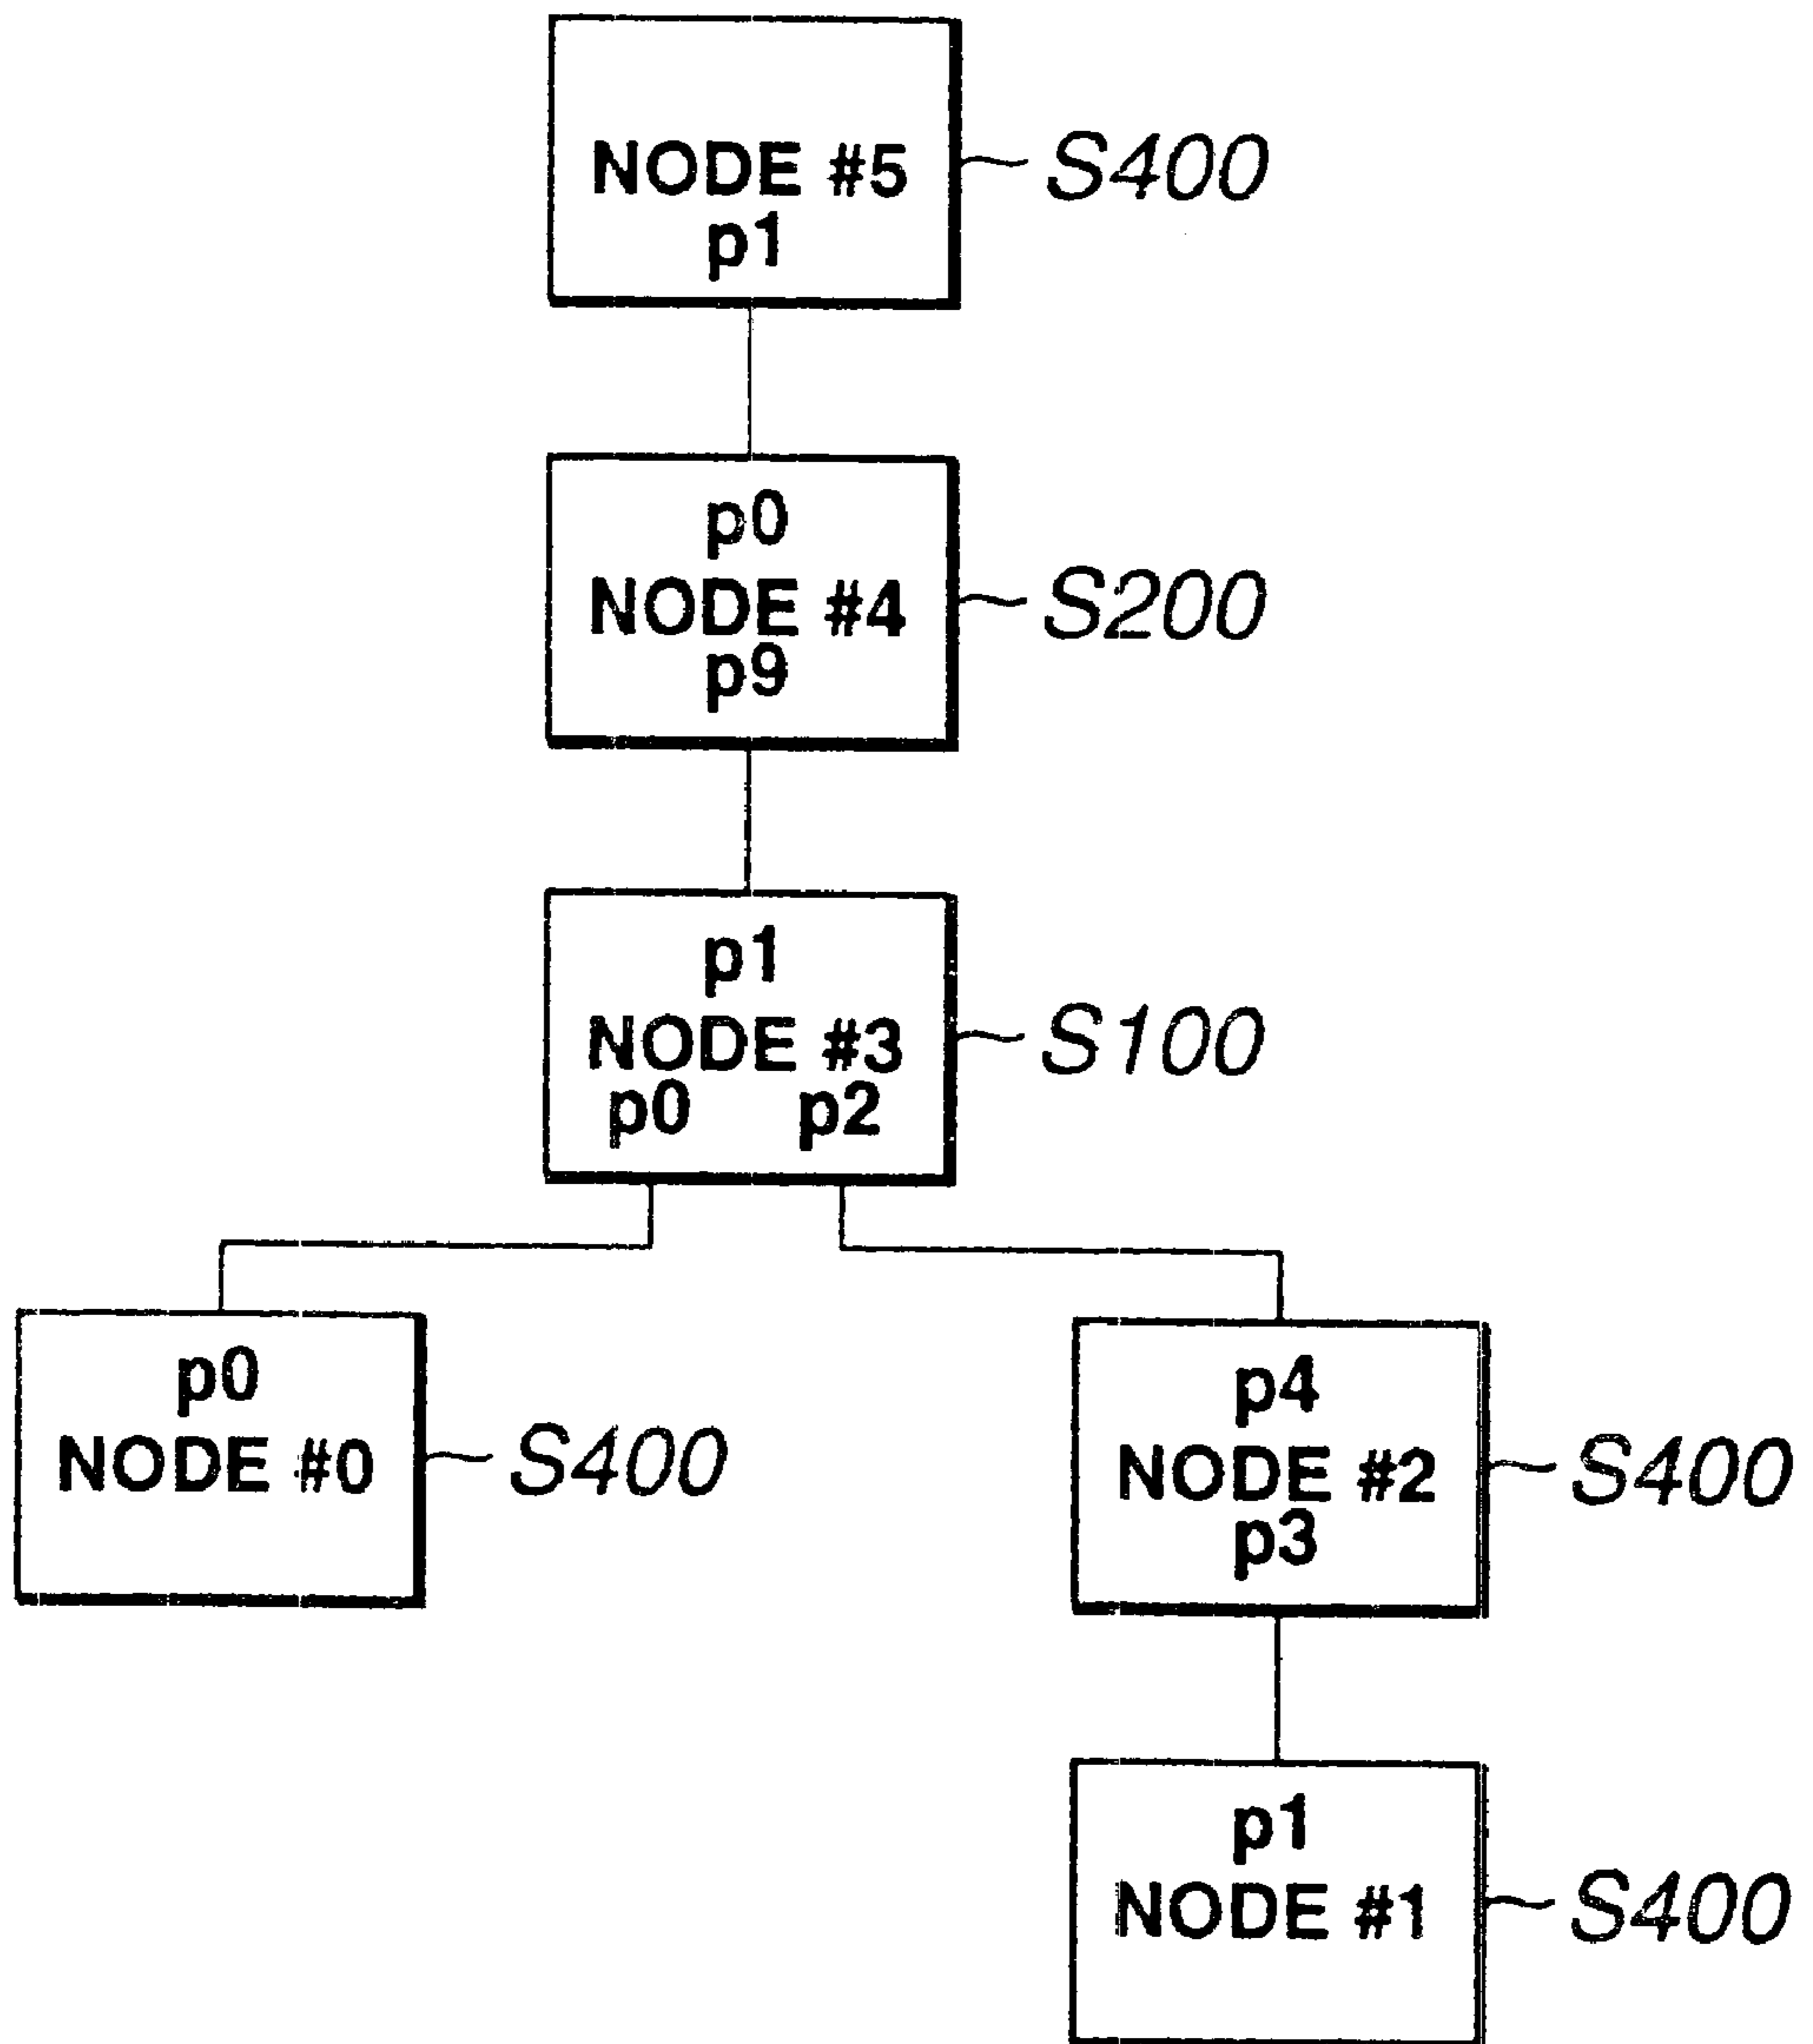 NODE #5
p1
S400
p0
NODE #4
p9
S200
p1
NODE #3
p0 p2
S100
p0
NODE #0
S400
p4
NODE #2
p3
S400
p1
NODE #1
S400